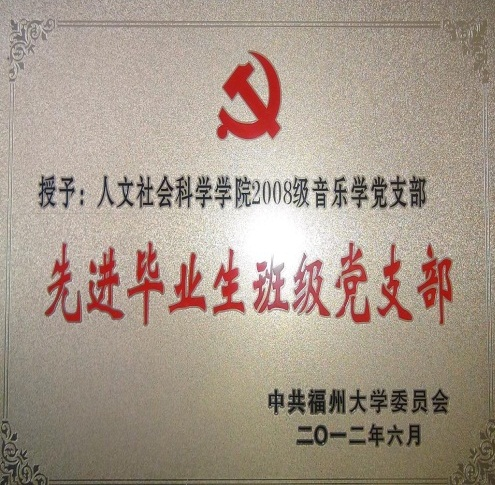 授予：人文社会科学学院2008级音乐学党支部
先进毕业生班级党支部
中共福州大学委员会
二〇一二年六月